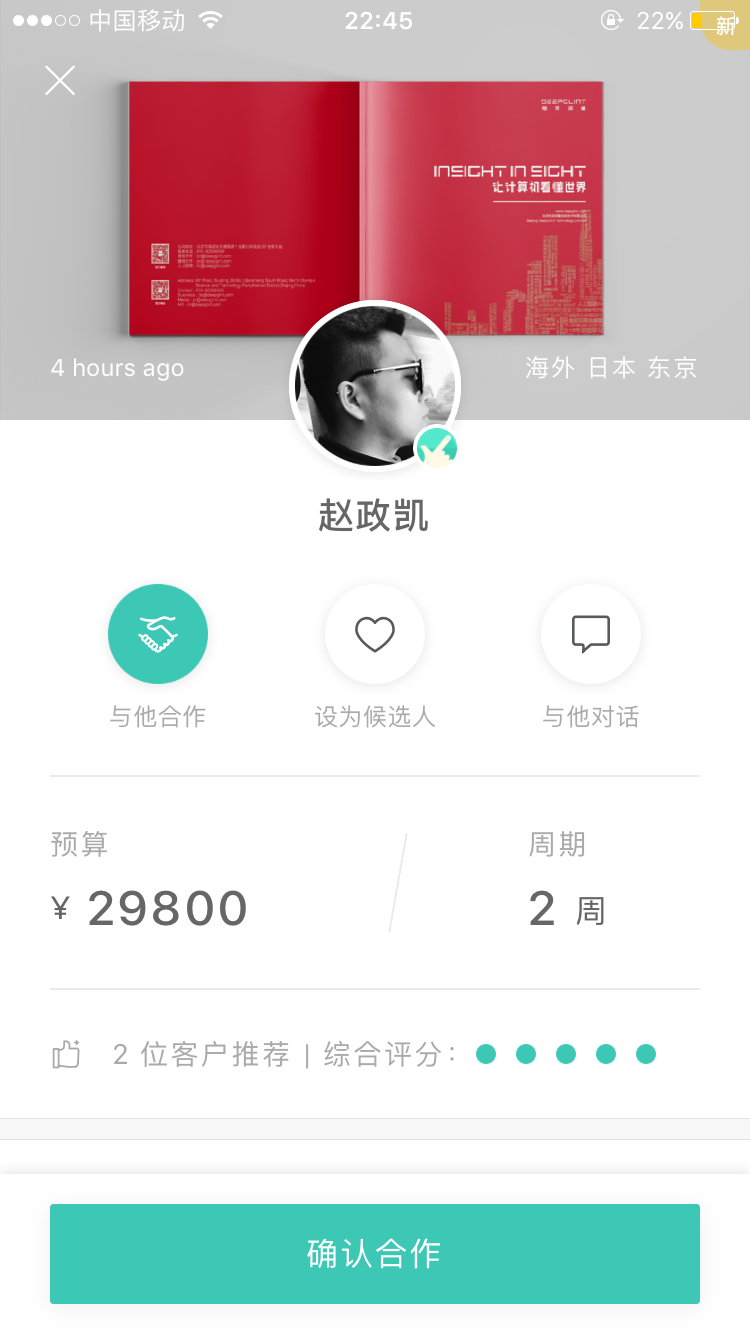 中国移动
22:45
22%
新
DEEPGLINT
INSIGHT IN SIGHT
让计算机看懂世界
4 hours ago
海外 日本 东京
赵政凯
与他合作
设为候选人
与他对话
预算
周期
¥ 29800
2 周
2 位客户推荐 | 综合评分：
确认合作